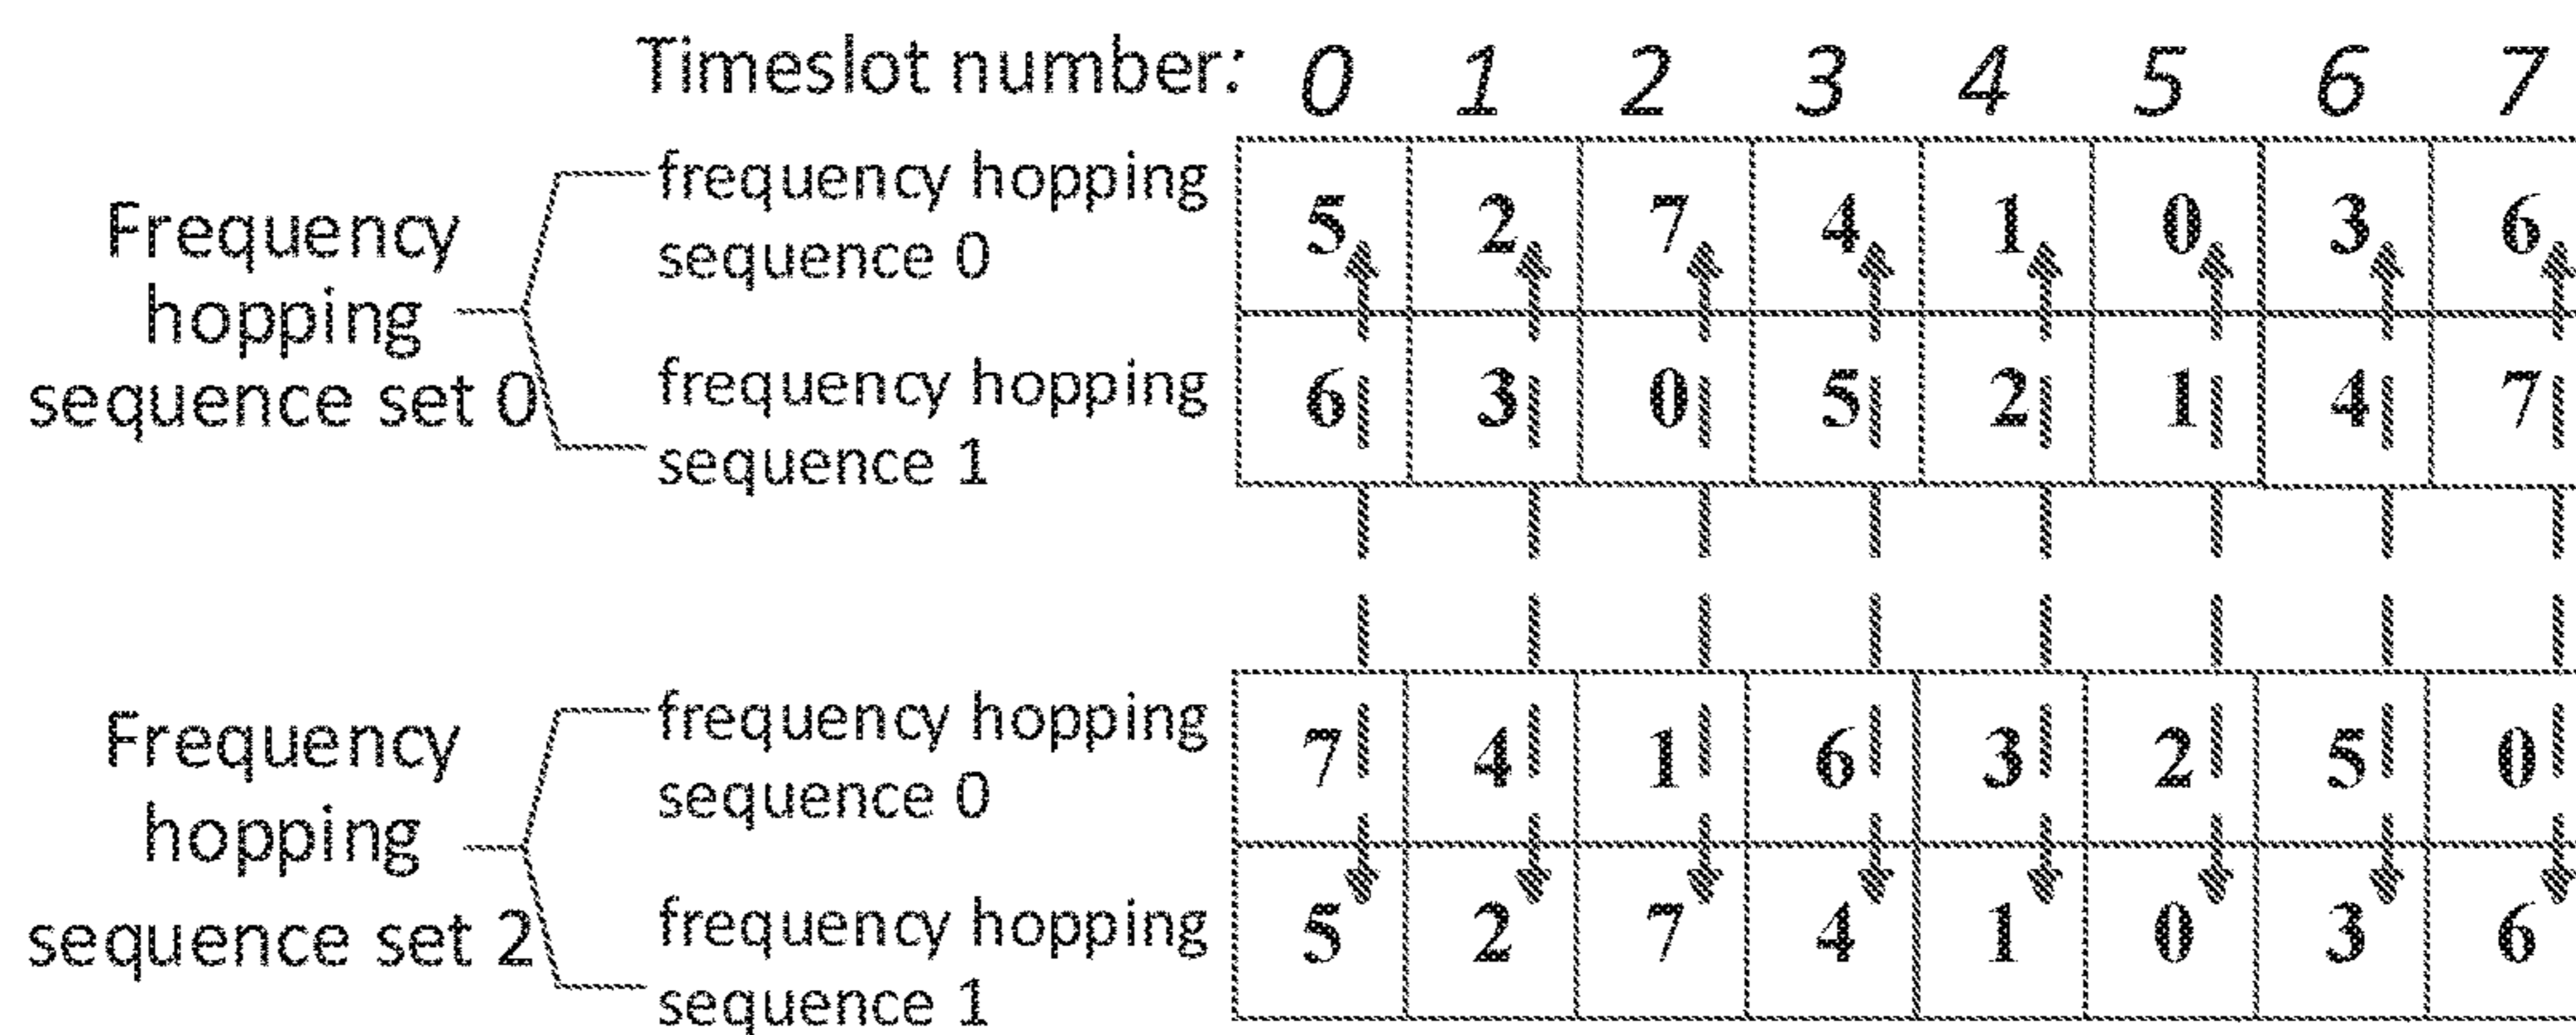 Timeslot number: 0 1 2 3 4 5 6 7
Frequency
hopping
sequence set 0
frequency hopping
sequence 0
5 2 7 4 1 0 3 6
frequency hopping
sequence 1
6 3 0 5 2 1 4 7
Frequency
hopping
sequence set 2
frequency hopping
sequence 0
7 4 1 6 3 2 5 0
frequency hopping
sequence 1
5 2 7 4 1 0 3 6